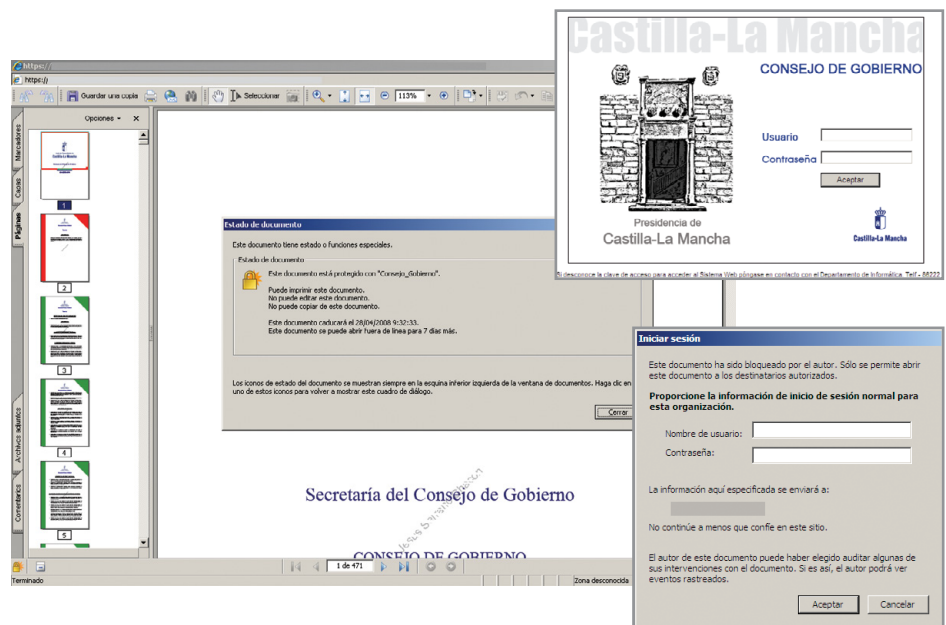 Castilla-La Mancha
CONSEJO DE GOBIERNO
Usuario
Contraseña
Aceptar
Presidencia de
Castilla-La Mancha
Castilla-La Mancha
Si desconoce la clave de acceso para acceder al Sistema Web póngase en contacto con el Departamento de Informática. Telf - 86222
https://
https://
Guardar una copia
Seleccionar
113%
Opciones
Marcadores
Capas
Páginas
Archivos adjuntos
Comentarios
1
2
3
4
5
Estado de documento
Este documento tiene estado o funciones especiales.
Estado de documento
Este documento está protegido con "Consejo_Gobierno".
Puede imprimir este documento.
No puede editar este documento.
No puede copiar de este documento.
Este documento caducará el 28/04/2008 9:32:33.
Este documento se puede abrir fuera de línea para 7 días más.
Los iconos de estado del documento se muestran siempre en la esquina inferior izquierda de la ventana de documentos. Haga clic en
uno de estos iconos para volver a mostrar este cuadro de diálogo.
Cerrar
Secretaría del Consejo de Gobierno
CONSEJO DE GOBIERNO
1 de 471
Terminado
Zona desconocida
Iniciar sesión
Este documento ha sido bloqueado por el autor. Sólo se permite abrir
este documento a los destinatarios autorizados.
Proporcione la información de inicio de sesión normal para
esta organización.
Nombre de usuario:
Contraseña:
La información aquí especificada se enviará a:
No continúe a menos que confíe en este sitio.
El autor de este documento puede haber elegido auditar algunas de
sus intervenciones con el documento. Si es así, el autor podrá ver
eventos rastreados.
Aceptar
Cancelar